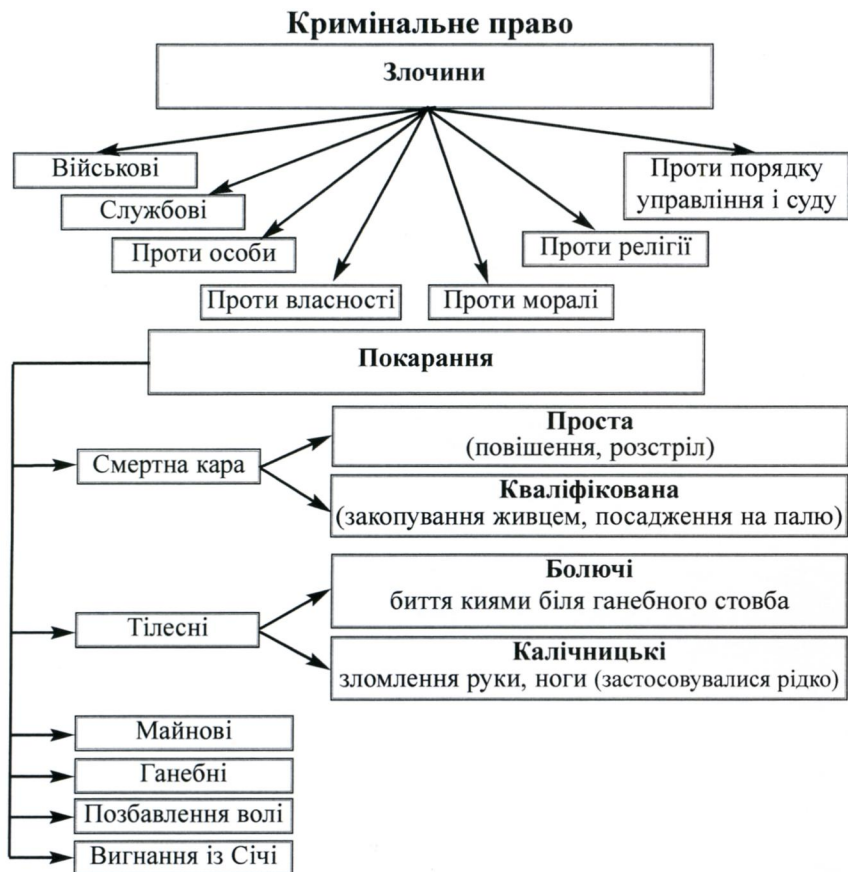 Кримінальне право
Злочини
Військові
Службові
Проти особи
Проти власності
Проти моралі
Проти релігії
Проти порядку
управління і суду
Покарання
Смертна кара
Проста
(повішення, розстріл)
Кваліфікована
(закопування живцем, посадження на палю)
Тілесні
Болючі
биття киями біля ганебного стовба
Калічницькі
зломлення руки, ноги (застосовувалися рідко)
Майнові
Ганебні
Позбавлення волі
Вигнання із Січі